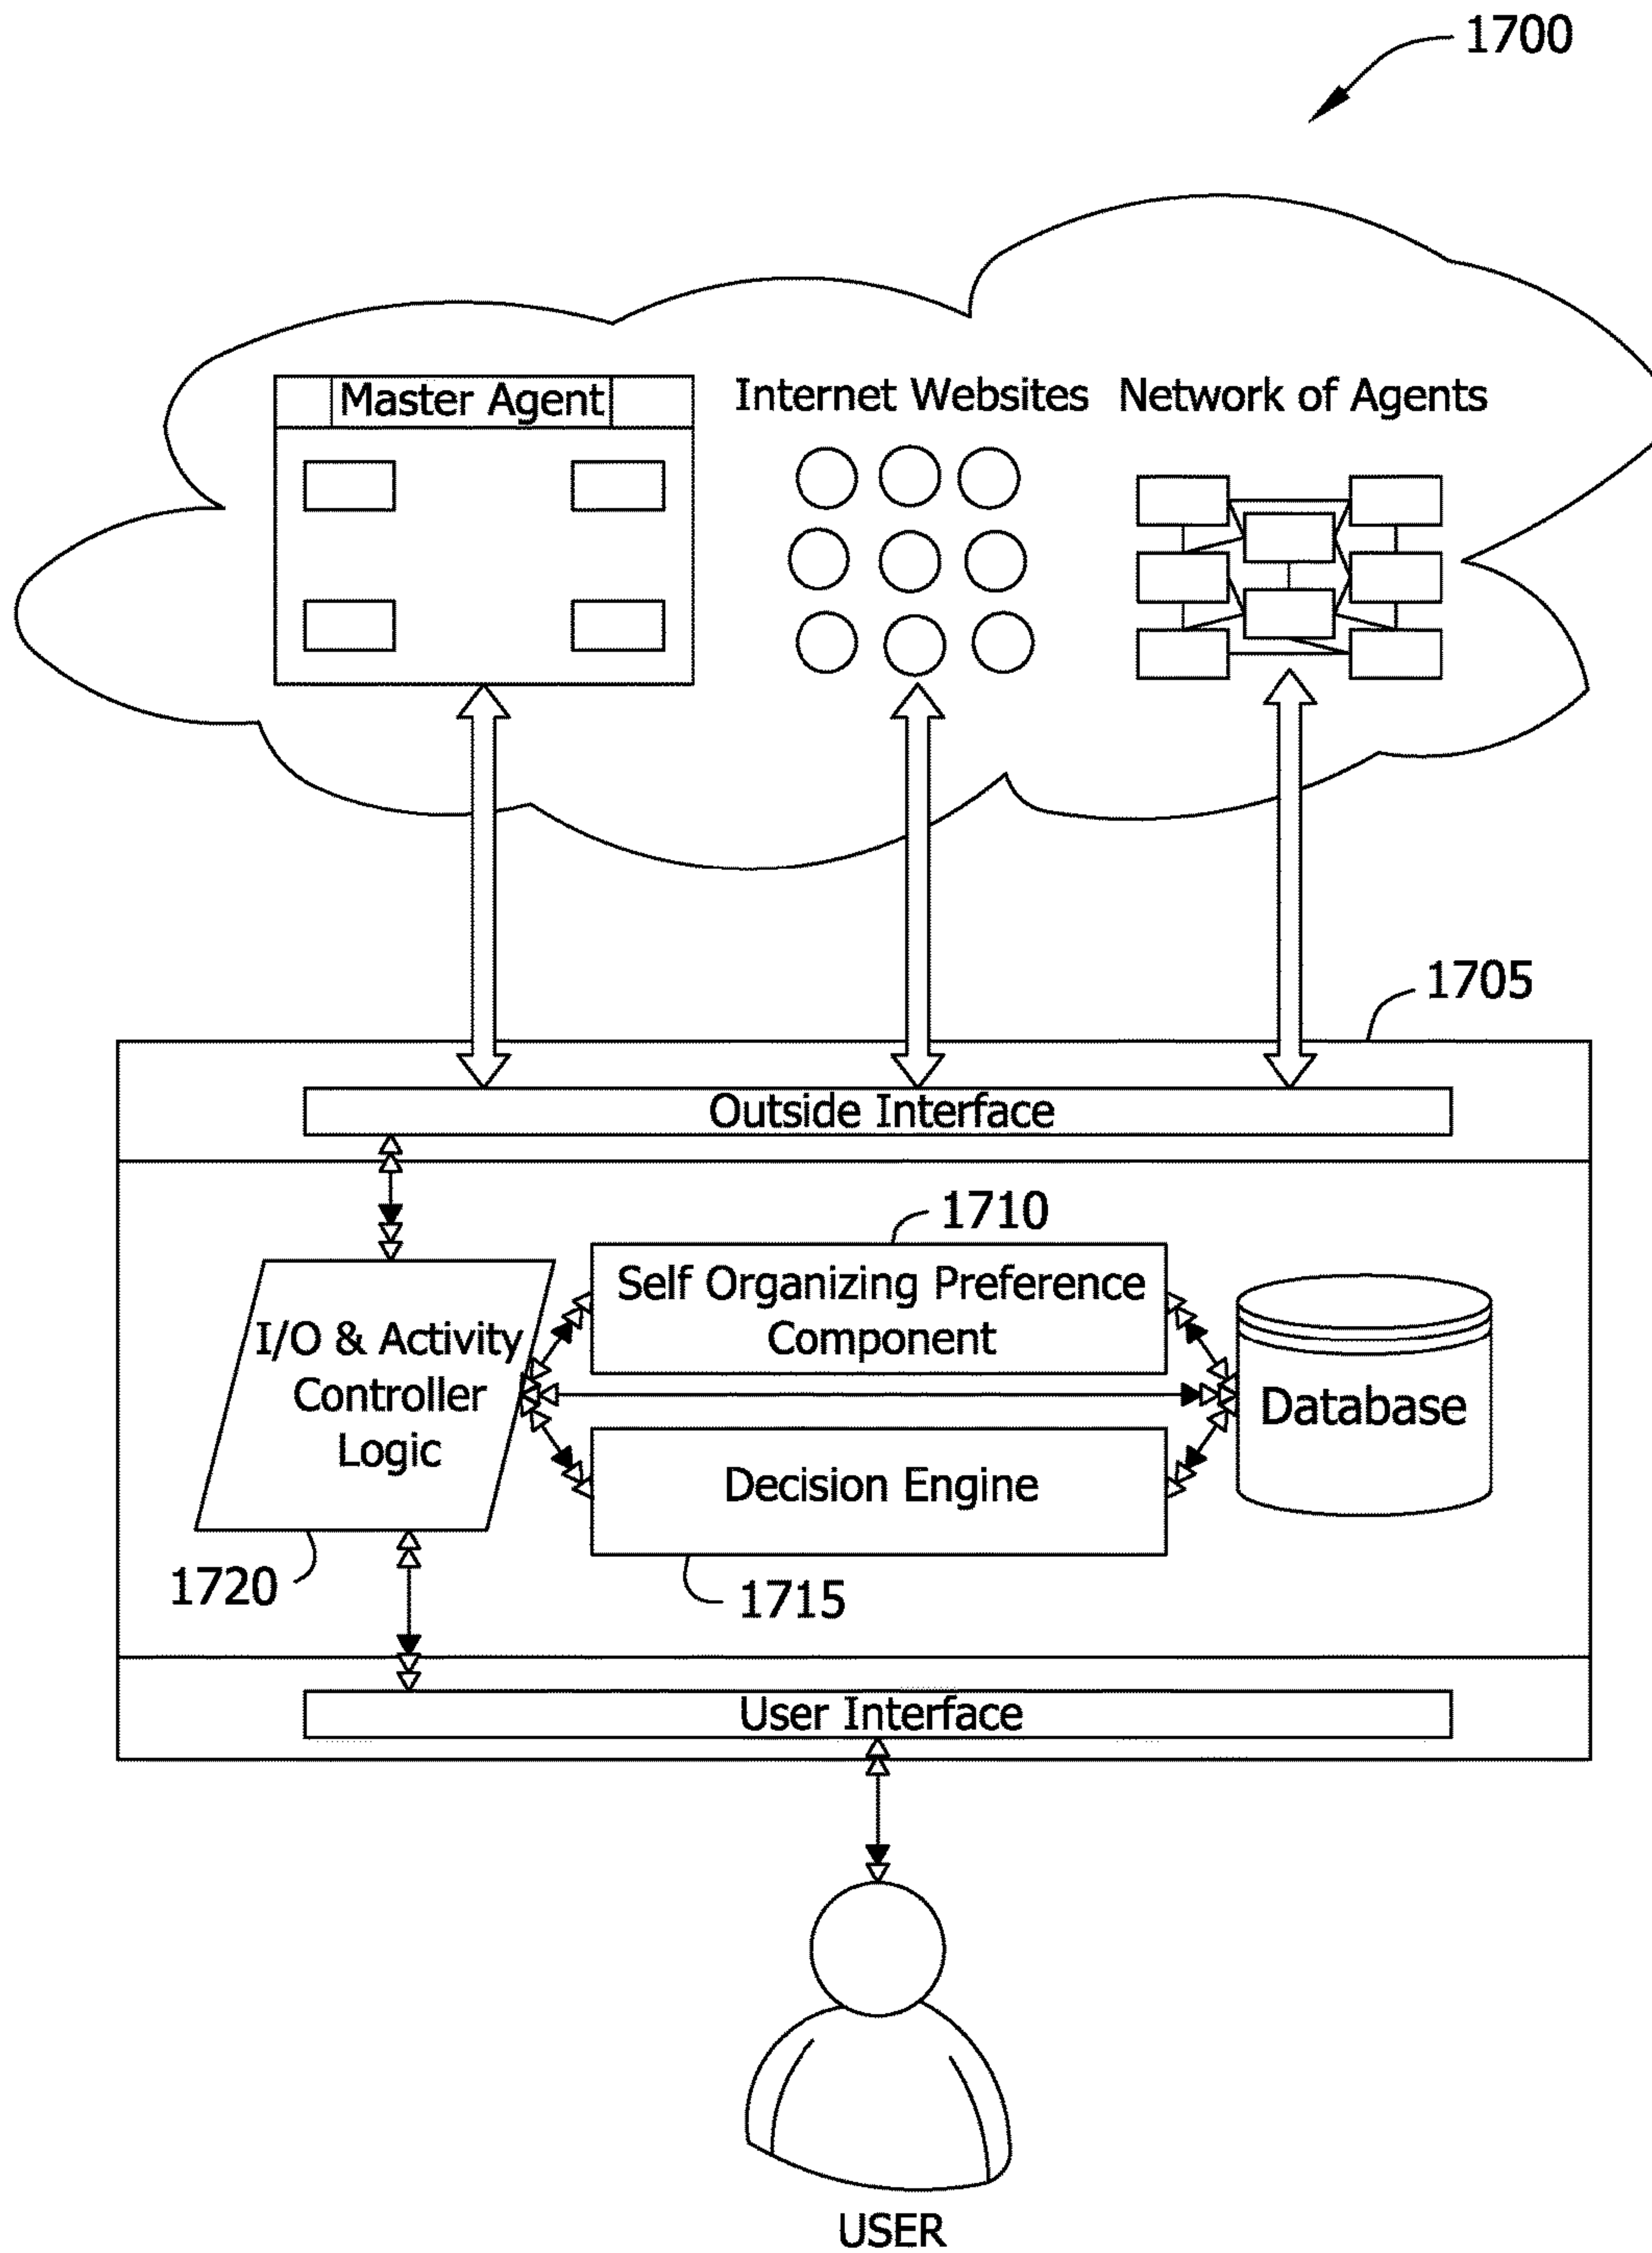 1700
Master Agent
Internet Websites
Network of Agents
1705
Outside Interface
1710
Self Organizing Preference
Component
I/O & Activity
Controller
Logic
Database
Decision Engine
1720
1715
User Interface
USER